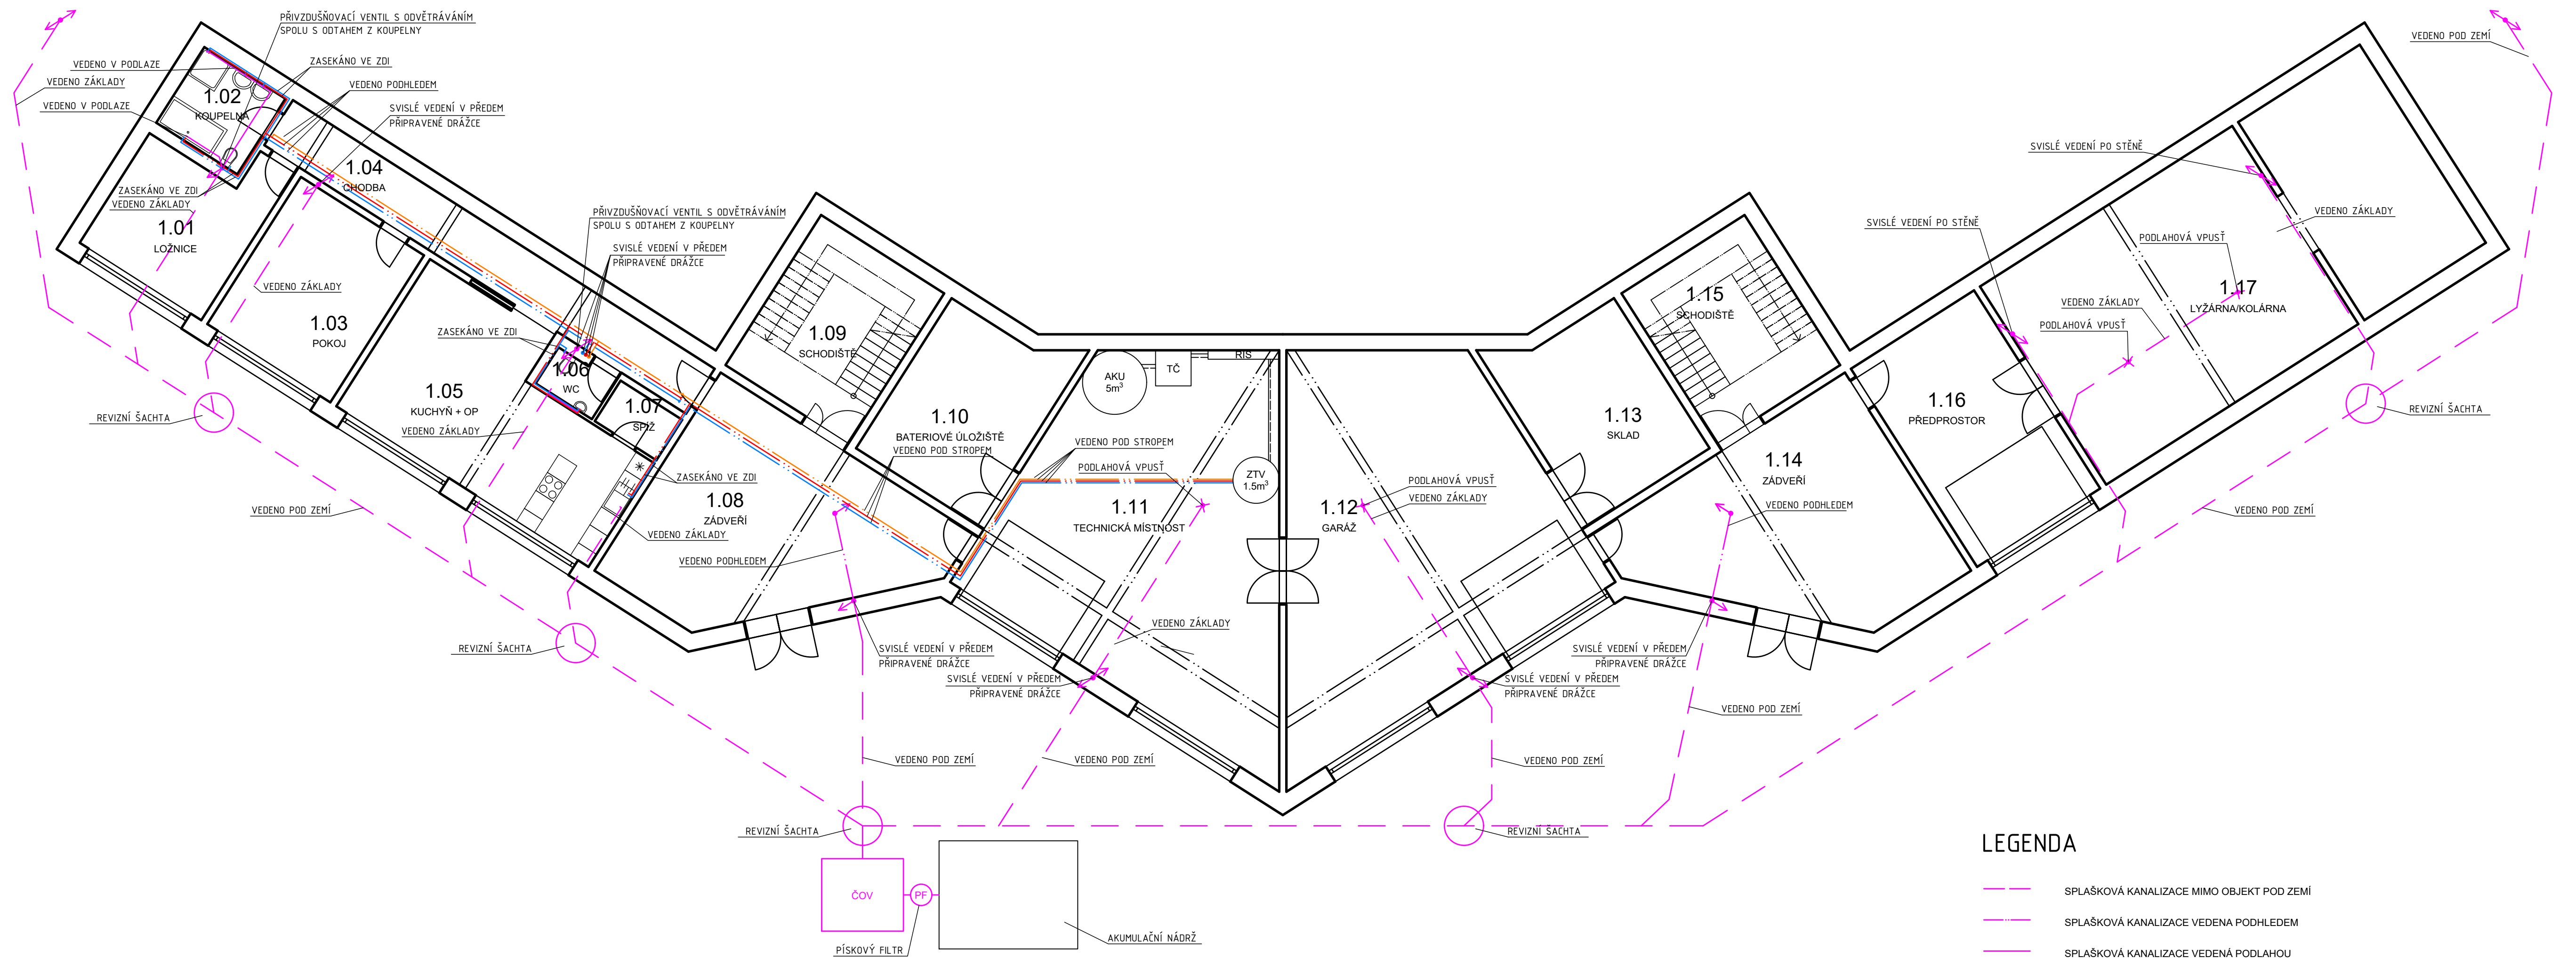 PŘIVZDUŠŇOVACÍ VENTIL S ODVĚTRÁVÁNÍM
SPOLU S ODTAHEM Z KOUPELNY
VEDENO V PODLAZE
VEDENO ZÁKLADY
VEDENO V PODLAZE
ZASEKÁNO VE ZDI
VEDENO PODHLEDEM
SVISLÉ VEDENÍ V PŘEDEM
PŘIPRAVENÉ DRÁŽCE
1.02
KOUPELNA
1.04
CHODBA
ZASEKÁNO VE ZDI
VEDENO ZÁKLADY
1.01
LOŽNICE
PŘIVZDUŠŇOVACÍ VENTIL S ODVĚTRÁVÁNÍM
SPOLU S ODTAHEM Z KOUPELNY
SVISLÉ VEDENÍ V PŘEDEM
PŘIPRAVENÉ DRÁŽCE
VEDENO ZÁKLADY
1.03
POKOJ
ZASEKÁNO VE ZDI
1.06
WC
1.05
KUCHYŇ + OP
1.07
SPÍŽ
VEDENO ZÁKLADY
REVIZNÍ ŠACHTA
VEDENO POD ZEMÍ
ZASEKÁNO VE ZDI
1.08
ZÁDVEŘÍ
VEDENO ZÁKLADY
VEDENO PODHLEDEM
REVIZNÍ ŠACHTA
1.09
SCHODIŠTĚ
1.10
BATERIOVÉ ÚLOŽIŠTĚ
VEDENO POD STROPEM
AKU
5m³
TČ
RIS
VEDENO POD STROPEM
PODLAHOVÁ VPUSŤ
ZTV
1.5m³
1.11
TECHNICKÁ MÍSTNOST
1.12
GARÁŽ
PODLAHOVÁ VPUSŤ
VEDENO ZÁKLADY
VEDENO ZÁKLADY
SVISLÉ VEDENÍ V PŘEDEM
PŘIPRAVENÉ DRÁŽCE
SVISLÉ VEDENÍ V PŘEDEM
PŘIPRAVENÉ DRÁŽCE
SVISLÉ VEDENÍ V PŘEDEM
PŘIPRAVENÉ DRÁŽCE
SVISLÉ VEDENÍ V PŘEDEM
PŘIPRAVENÉ DRÁŽCE
1.13
SKLAD
1.15
SCHODIŠTĚ
1.14
ZÁDVEŘÍ
VEDENO PODHLEDEM
1.16
PŘEDPROSTOR
SVISLÉ VEDENÍ PO STĚNĚ
SVISLÉ VEDENÍ PO STĚNĚ
VEDENO POD ZEMÍ
VEDENO ZÁKLADY
PODLAHOVÁ VPUSŤ
1.17
LYŽÁRNA/KOLÁRNA
VEDENO ZÁKLADY
PODLAHOVÁ VPUSŤ
REVIZNÍ ŠACHTA
VEDENO POD ZEMÍ
VEDENO POD ZEMÍ
VEDENO POD ZEMÍ
VEDENO POD ZEMÍ
VEDENO POD ZEMÍ
REVIZNÍ ŠACHTA
REVIZNÍ ŠACHTA
ČOV
PF
PÍSKOVÝ FILTR
AKUMULAČNÍ NÁDRŽ
LEGENDA
SPLAŠKOVÁ KANALIZACE MIMO OBJEKT POD ZEMÍ
SPLAŠKOVÁ KANALIZACE VEDENA PODHLEDEM
SPLAŠKOVÁ KANALIZACE VEDENÁ PODLAHOU